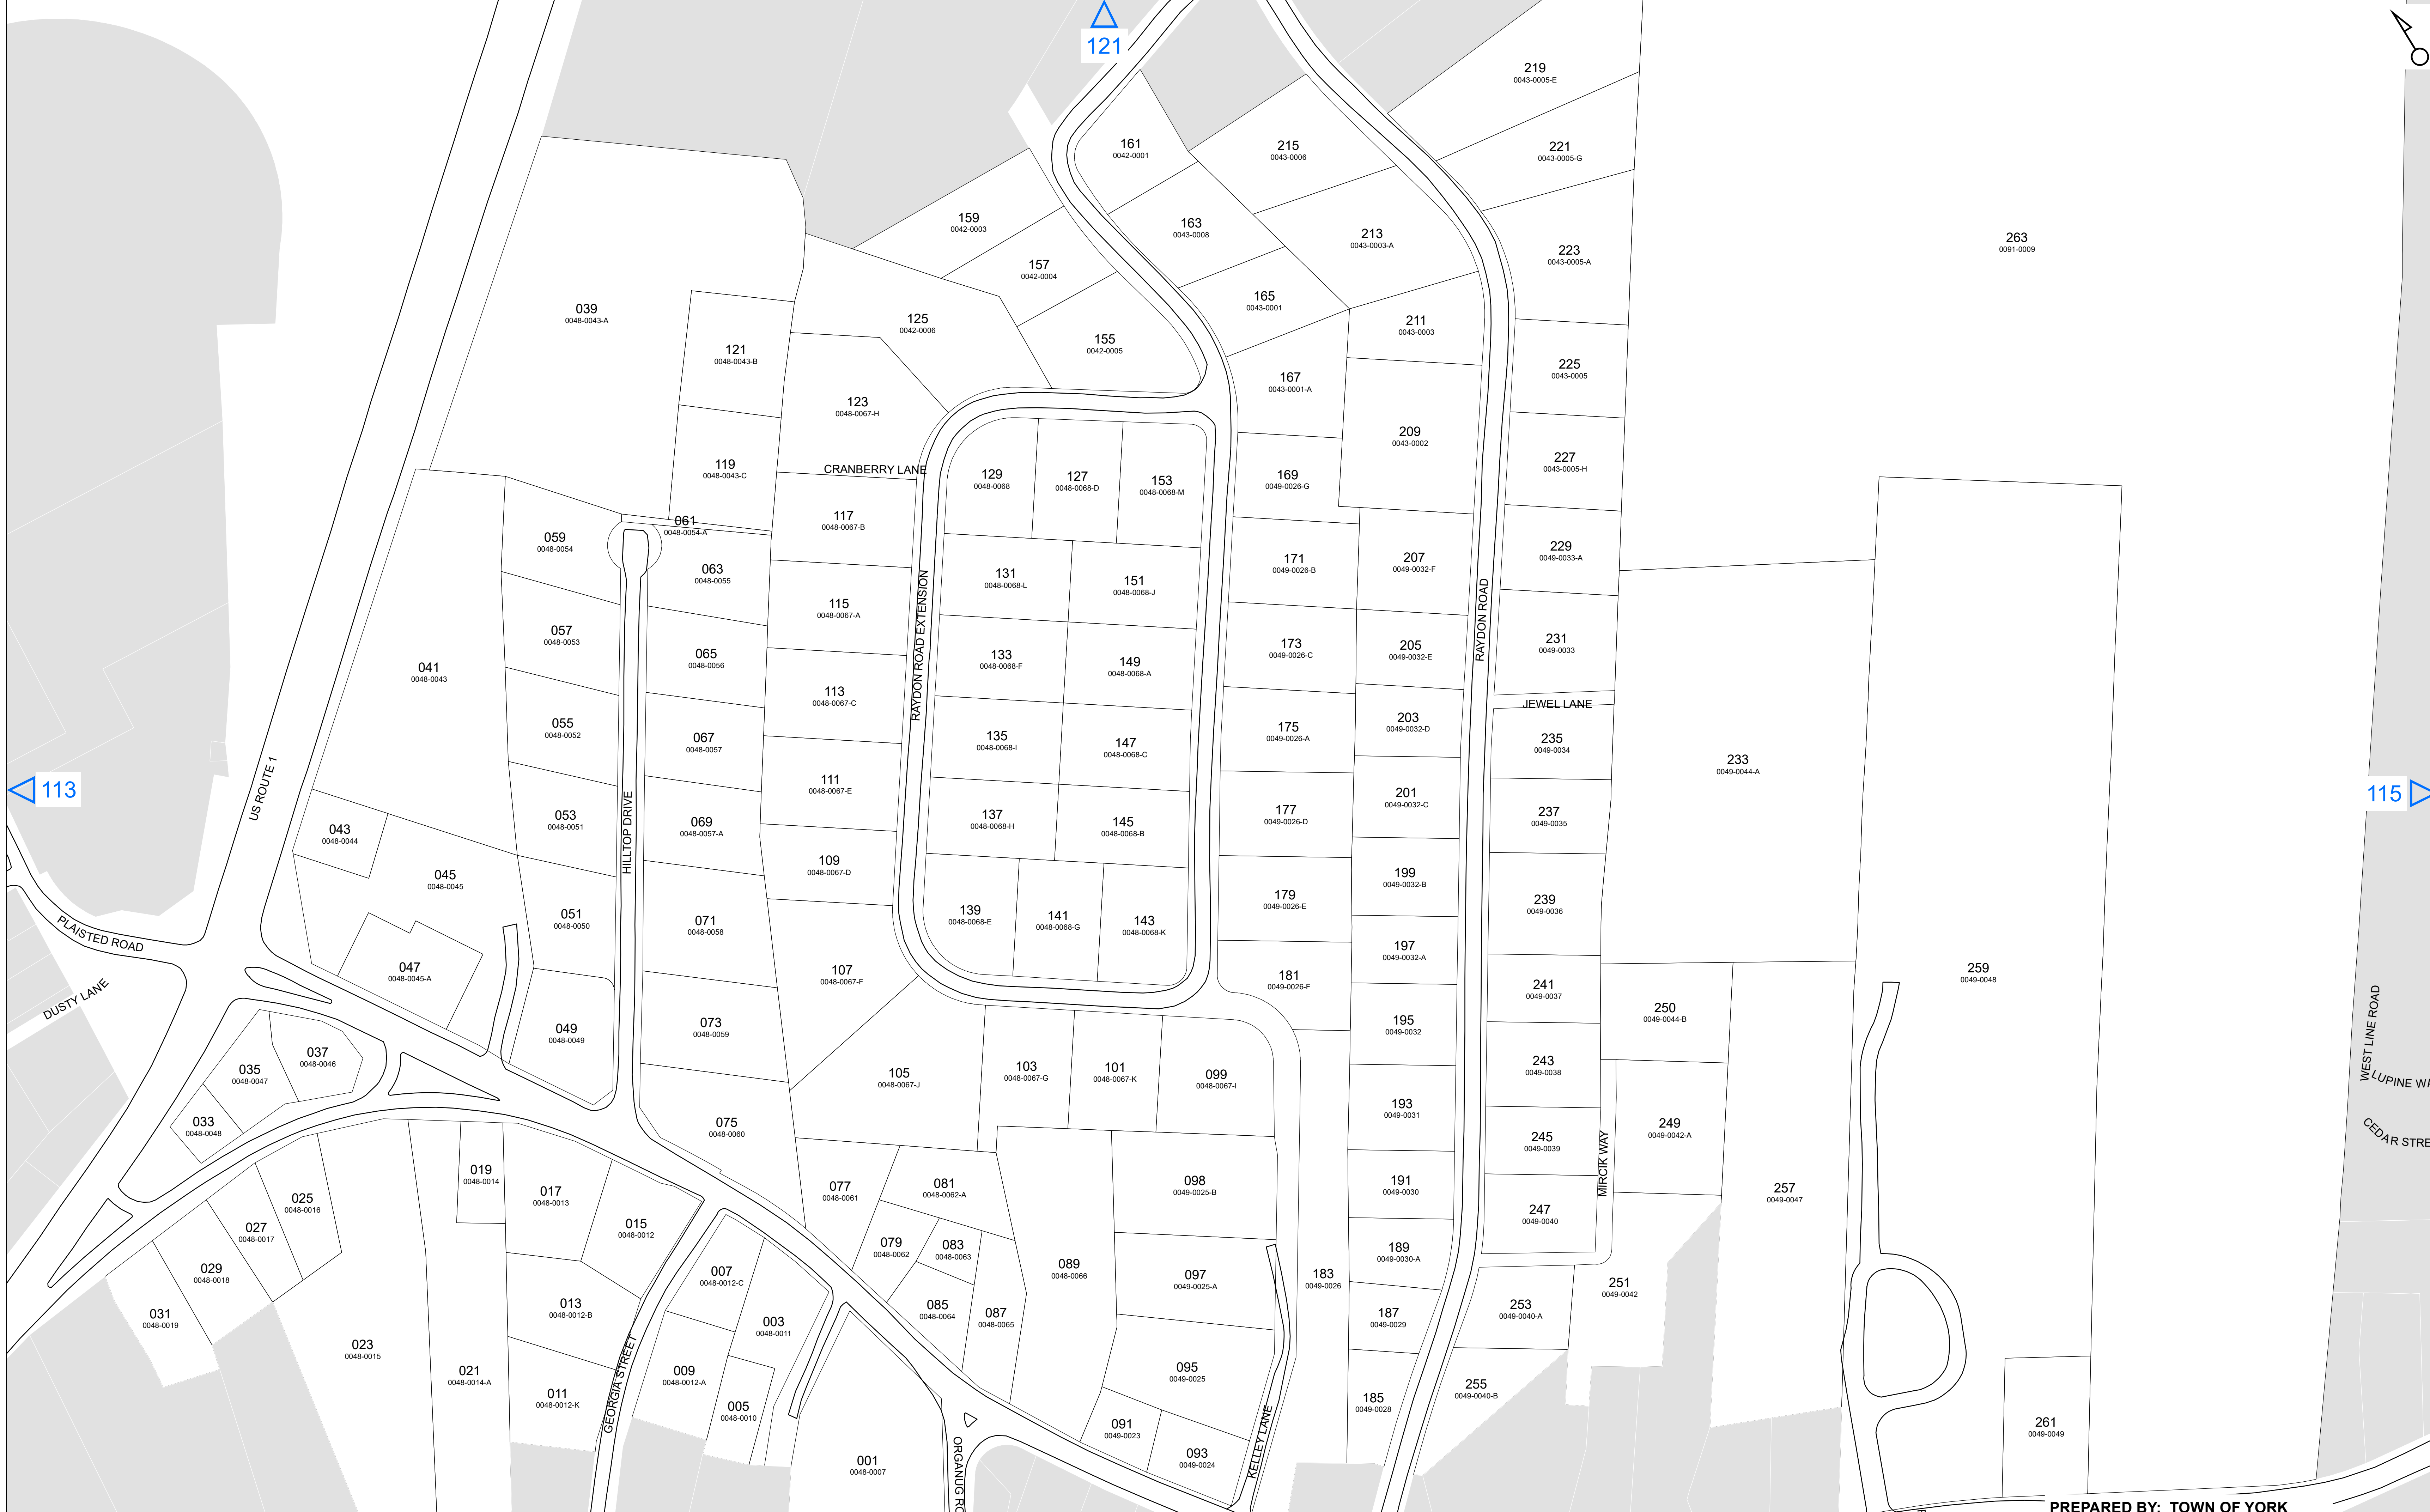 121
219
0043-0005-E
161
0042-0001
215
0043-0006
221
0043-0005-G
159
0042-0003
163
0043-0008
213
0043-0003-A
223
0043-0005-A
263
0091-0009
157
0042-0004
165
0043-0001
039
0048-0043-A
125
0042-0006
211
0043-0003
121
0048-0043-B
155
0042-0005
225
0043-0005
167
0043-0001-A
123
0048-0067-H
209
0043-0002
227
0043-0005-H
119
0048-0043-C
CRANBERRY LANE
129
0048-0068
127
0048-0068-D
153
0048-0068-M
169
0049-0026-G
061
0048-0054-A
117
0048-0067-B
059
0048-0054
229
0049-0033-A
063
0048-0055
171
0049-0026-B
207
0049-0032-F
131
0048-0068-L
151
0048-0068-J
115
0048-0067-A
RAYDON ROAD EXTENSION
RAYDON ROAD
057
0048-0053
065
0048-0056
133
0048-0068-F
149
0048-0068-A
173
0049-0026-C
205
0049-0032-E
231
0049-0033
041
0048-0043
113
0048-0067-C
JEWEL LANE
055
0048-0052
067
0048-0057
135
0048-0068-I
147
0048-0068-C
175
0049-0026-A
203
0049-0032-D
235
0049-0034
233
0049-0044-A
US ROUTE 1
113
111
0048-0067-E
201
0049-0032-C
115
053
0048-0051
069
0048-0057-A
HILLTOP DRIVE
137
0048-0068-H
145
0048-0068-B
177
0049-0026-D
237
0049-0035
043
0048-0044
109
0048-0067-D
045
0048-0045
199
0049-0032-B
179
0049-0026-E
239
0049-0036
PLAISTED ROAD
051
0048-0050
071
0048-0058
139
0048-0068-E
141
0048-0068-G
143
0048-0068-K
197
0049-0032-A
047
0048-0045-A
107
0048-0067-F
181
0049-0026-F
241
0049-0037
259
0049-0048
DUSTY LANE
049
0048-0049
073
0048-0059
195
0049-0032
250
0049-0044-B
WEST LINE ROAD
037
0048-0046
035
0048-0047
105
0048-0067-J
103
0048-0067-G
101
0048-0067-K
099
0048-0067-I
243
0049-0038
LUPINE W
193
0049-0031
033
0048-0048
075
0048-0060
245
0049-0039
249
0049-0042-A
CEDAR STRE
MIRCIK WAY
019
0048-0014
017
0048-0013
077
0048-0061
081
0048-0062-A
098
0049-0025-B
191
0049-0030
257
0049-0047
025
0048-0016
027
0048-0017
015
0048-0012
247
0049-0040
079
0048-0062
083
0048-0063
189
0049-0030-A
029
0048-0018
007
0048-0012-C
089
0048-0066
097
0049-0025-A
183
0049-0026
251
0049-0042
031
0048-0019
013
0048-0012-B
003
0048-0011
085
0048-0064
087
0048-0065
187
0049-0029
253
0049-0040-A
023
0048-0015
021
0048-0014-A
GEORGIA STREET
009
0048-0012-A
095
0049-0025
011
0048-0012-K
005
0048-0010
185
0049-0028
255
0049-0040-B
091
0049-0023
261
0049-0049
093
0049-0024
KELLEY LANE
001
0048-0007
ORGANUG RO
PREPARED BY: TOWN OF YORK